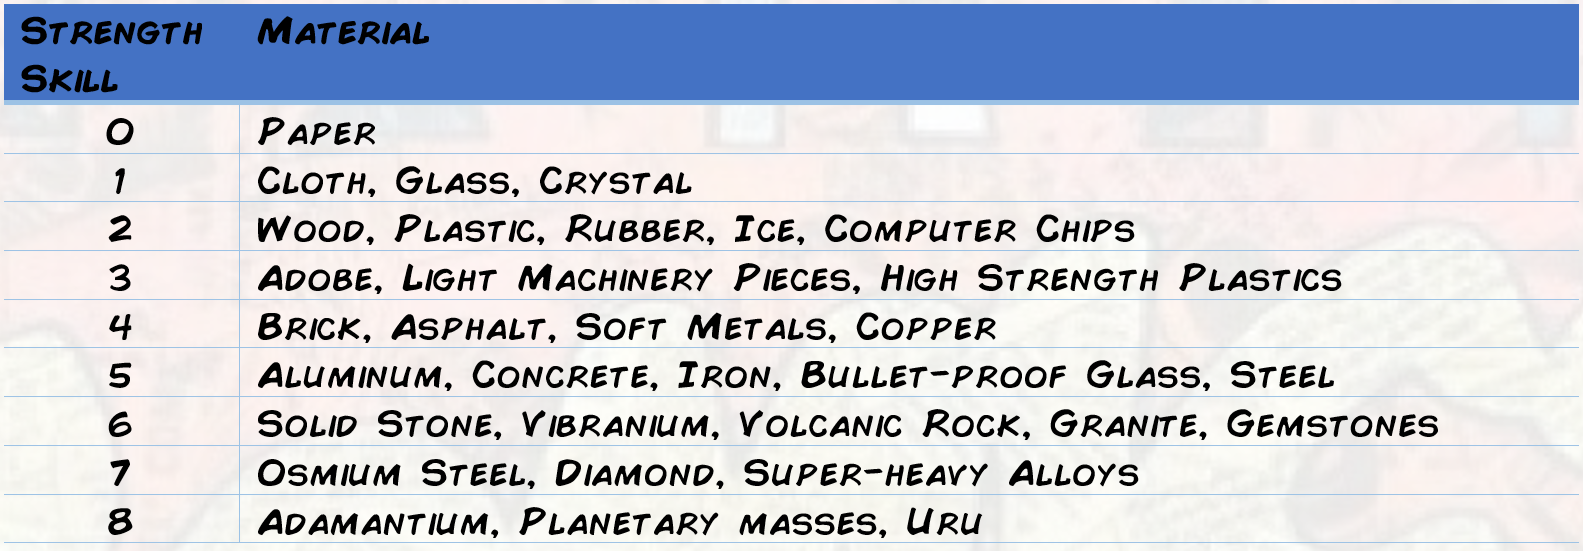 Strength Skill Material
0 Paper
1 Cloth, Glass, Crystal
2 Wood, Plastic, Rubber, Ice, Computer Chips
3 Adobe, Light Machinery Pieces, High Strength Plastics
4 Brick, Asphalt, Soft Metals, Copper
5 Aluminum, Concrete, Iron, Bullet-proof Glass, Steel
6 Solid Stone, Vibranium, Volcanic Rock, Granite, Gemstones
7 Osmium Steel, Diamond, Super-heavy Alloys
8 Adamantium, Planetary masses, Uru